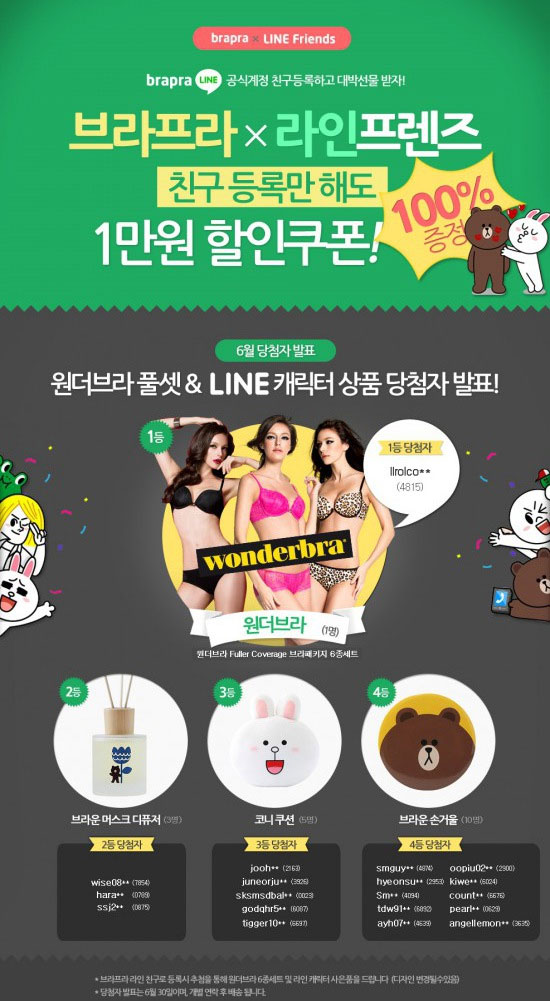 brapra × LINE Friends
brapra LINE 공식계정 친구등록하고 대박선물 받자!
브라프라×라인프렌즈
친구 등록만 해도
1만원 할인쿠폰!
100%
증정
6월 당첨자 발표
원더브라 풀셋 & LINE 캐릭터 상품 당첨자 발표!
1등
1등 당첨자
llrolco**
(4815)
wonderbra
원더브라 (1명)
원더브라 Fuller Coverage 브라패키지 6종세트
2등
3등
4등
브라운 머스크 디퓨저 (3명)
코니 쿠션 (5명)
브라운 손거울 (10명)
2등 당첨자
wise08** (7854)
hara** (0789)
ssj2** (0875)
3등 당첨자
jooh** (2163)
juneorju** (3926)
sksmsdbal** (0023)
godqhr5** (6087)
tigger10** (6697)
4등 당첨자
smguy** (4874) oopiu02** (2900)
hyeonsu** (2953) kiwe** (6024)
Sm** (4094) count** (6676)
tdw91** (6892) pearl** (0629)
ayh07** (4639) angellemon** (3635)
* 브라프라 라인 친구로 등록시 추첨을 통해 원더브라 6종세트 및 라인 캐릭터 사은품을 드립니다 (디자인 변경될수있음)
* 당첨자 발표는 6월 30일이며, 개별 연락 후 배송 됩니다.